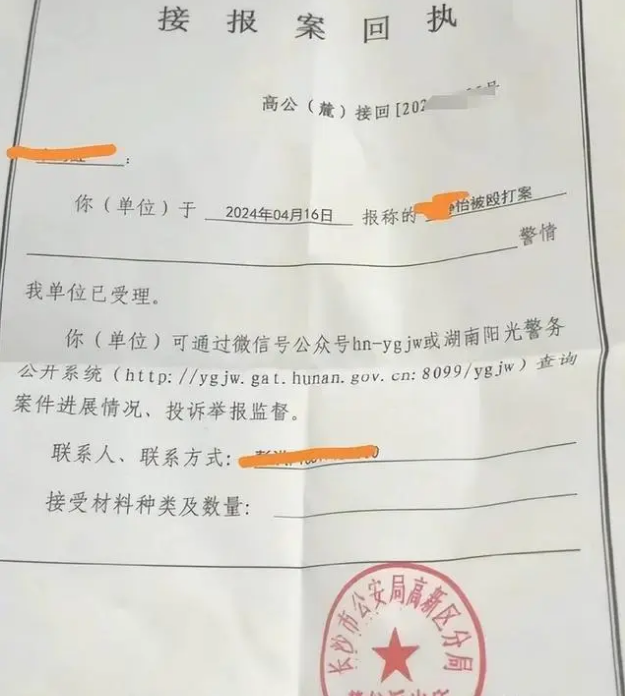 接报案回执
高公（麓）接回[202 号
：
你（单位）于 2024年04月16日 报称的 怡被殴打案
警情
我单位已受理。
你（单位）可通过微信号公众号hn-ygjw或湖南阳光警务
公开系统（http://ygjw.gat.hunan.gov.cn:8099/ygjw）查询
案件进展情况、投诉举报监督。
联系人、联系方式：
接受材料种类及数量：
长沙市公安局高新区分局